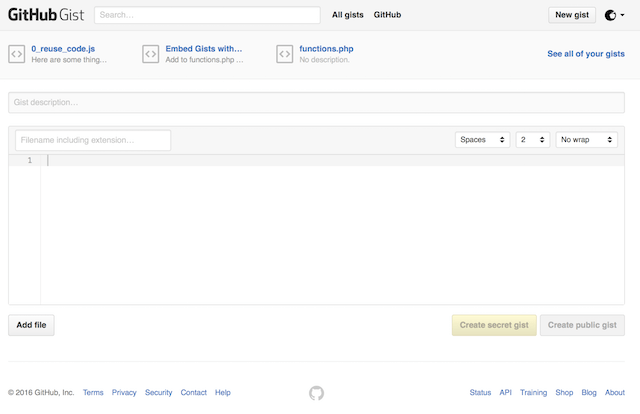 GitHub Gist Search... All gists GitHub New gist
0_reuse_code.js Embed Gists with... functions.php See all of your gists
Here are some thing... Add to functions.php ... No description.
Gist description...
Filename including extension... Spaces 2 No wrap
1
Add file Create secret gist Create public gist
© 2016 GitHub, Inc. Terms Privacy Security Contact Help Status API Training Shop Blog About